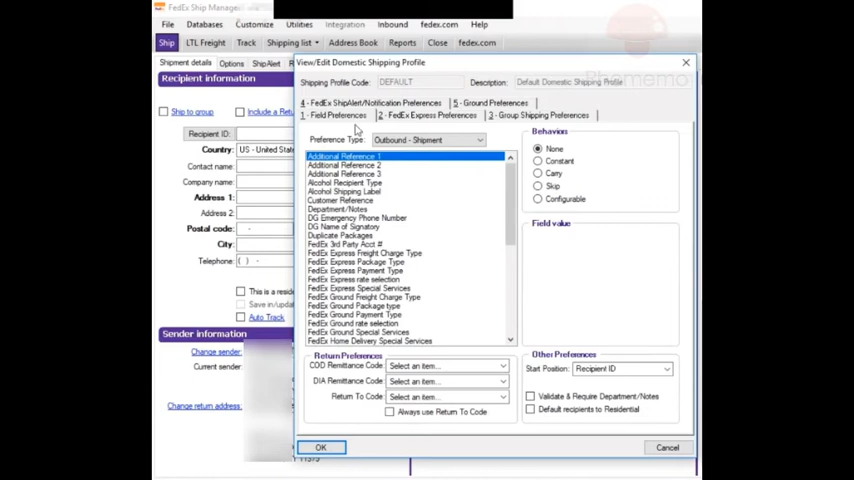 FedEx Ship Mana
File Databases Customize Utilities Integration Inbound fedex.com Help
Ship LTL Freight Track Shipping list Address Book Reports Close fedex.com
Shipment details Options ShipAlert
Recipient information
Ship to group
Include a Retu
Recipient ID:
Country: US - United State
Contact name:
Company name:
Address 1:
Address 2:
Postal code: -
City:
Telephone: ( ) -
This is a reside
Save in/update
Auto Track
Sender information
Change sender:
Current sender:
Change return address:
11375
View/Edit Domestic Shipping Profile
Shipping Profile Code: DEFAULT Description: Default Domestic Shipping Profile
Phomemo
4 - FedEx ShipAlert/Notification Preferences 5 - Ground Preferences
1 - Field Preferences 2 - FedEx Express Preferences 3 - Group Shipping Preferences
Preference Type: Outbound - Shipment
Additional Reference 1
Additional Reference 2
Additional Reference 3
Alcohol Recipient Type
Alcohol Shipping Label
Customer Reference
Department/Notes
DG Emergency Phone Number
DG Name of Signatory
Duplicate Packages
FedEx 3rd Party Acct #
FedEx Express Freight Charge Type
FedEx Express Package Type
FedEx Express Payment Type
FedEx Express rate selection
FedEx Express Special Services
FedEx Ground Freight Charge Type
FedEx Ground Package type
FedEx Ground Payment Type
FedEx Ground rate selection
FedEx Ground Special Services
FedEx Home Delivery Special Services
Behaviors
None
Constant
Carry
Skip
Configurable
Field value
Return Preferences
COD Remittance Code: Select an item...
DIA Remittance Code: Select an item...
Return To Code: Select an item...
Always use Return To Code
Other Preferences
Start Position: Recipient ID
Validate & Require Department/Notes
Default recipients to Residential
OK
Cancel